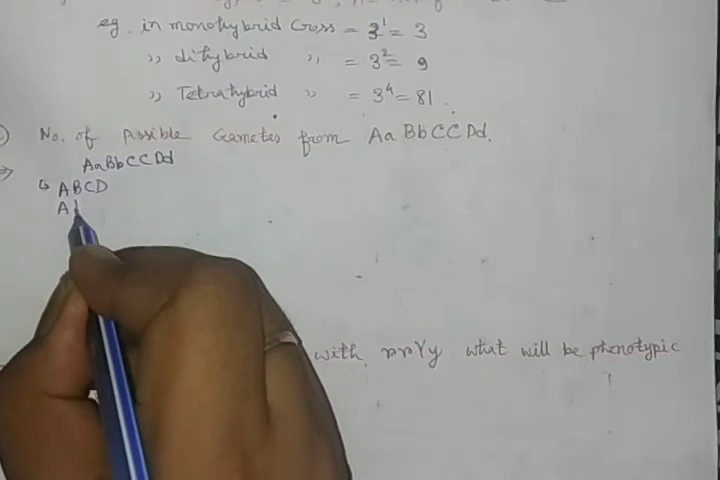 eg. in monohybrid Cross = 3¹ = 3
,, dihybrid ,, = 3² = 9
,, Tetrahybrid ,, = 3⁴ = 81.
No. of Possible Gametes from AaBbCCDd.
AaBbCCDd
ABCD
A
with rrYy what will be phenotypic